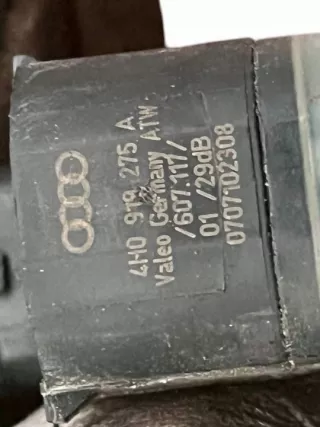 4H0 919 275 A
Valeo Germany ATW.
/607.117/
01 /29dB
0707102308